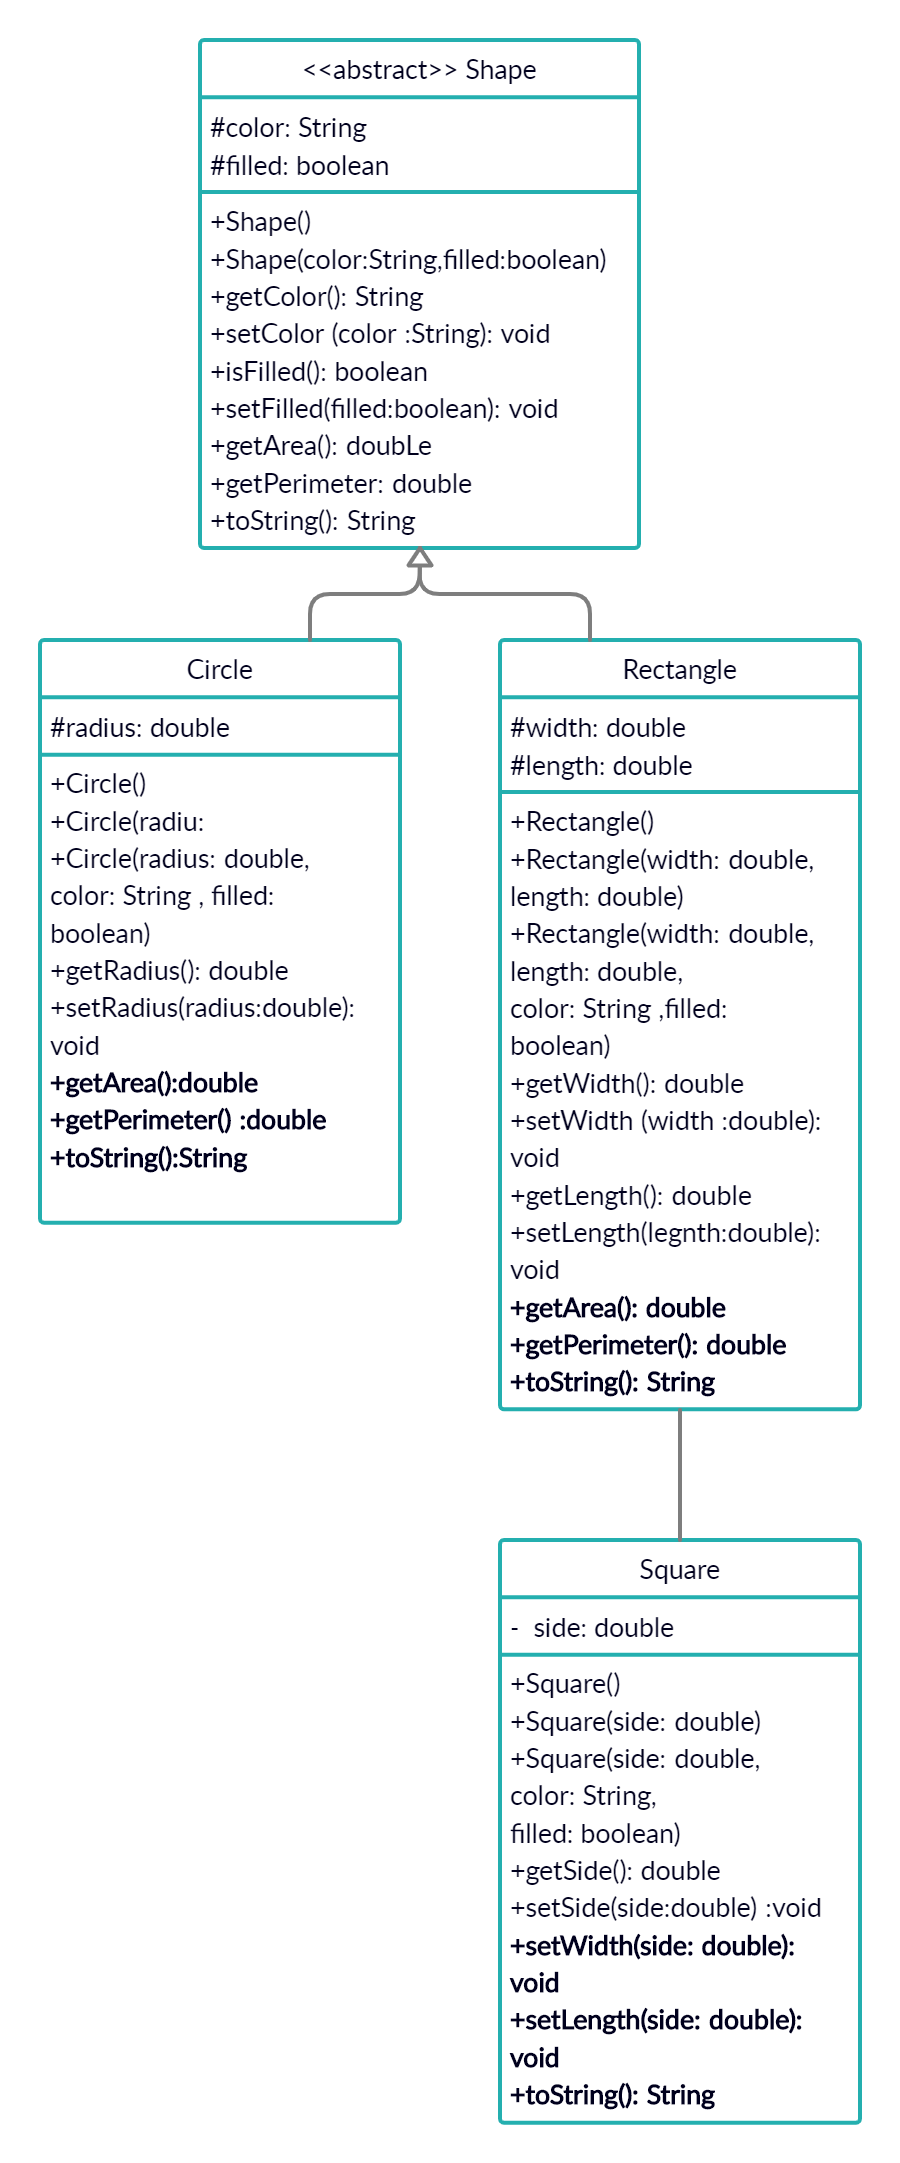 <<abstract>> Shape
#color: String
#filled: boolean
+Shape()
+Shape(color:String,filled:boolean)
+getColor(): String
+setColor (color :String): void
+isFilled(): boolean
+setFilled(filled:boolean): void
+getArea(): doubLe
+getPerimeter: double
+toString(): String
Circle
#radius: double
+Circle()
+Circle(radiu:
+Circle(radius: double,
color: String , filled:
boolean)
+getRadius(): double
+setRadius(radius:double):
void
+getArea():double
+getPerimeter() :double
+toString():String
Rectangle
#width: double
#length: double
+Rectangle()
+Rectangle(width: double,
length: double)
+Rectangle(width: double,
length: double,
color: String ,filled:
boolean)
+getWidth(): double
+setWidth (width :double):
void
+getLength(): double
+setLength(legnth:double):
void
+getArea(): double
+getPerimeter(): double
+toString(): String
Square
- side: double
+Square()
+Square(side: double)
+Square(side: double,
color: String,
filled: boolean)
+getSide(): double
+setSide(side:double) :void
+setWidth(side: double):
void
+setLength(side: double):
void
+toString(): String